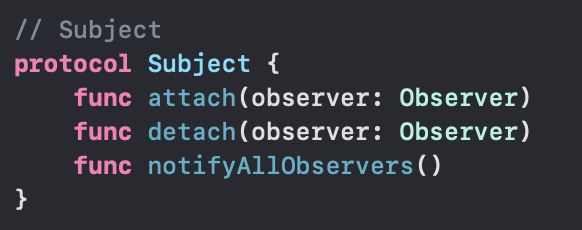 // Subject
protocol Subject {
    func attach(observer: Observer)
    func detach(observer: Observer)
    func notifyAllObservers()
}